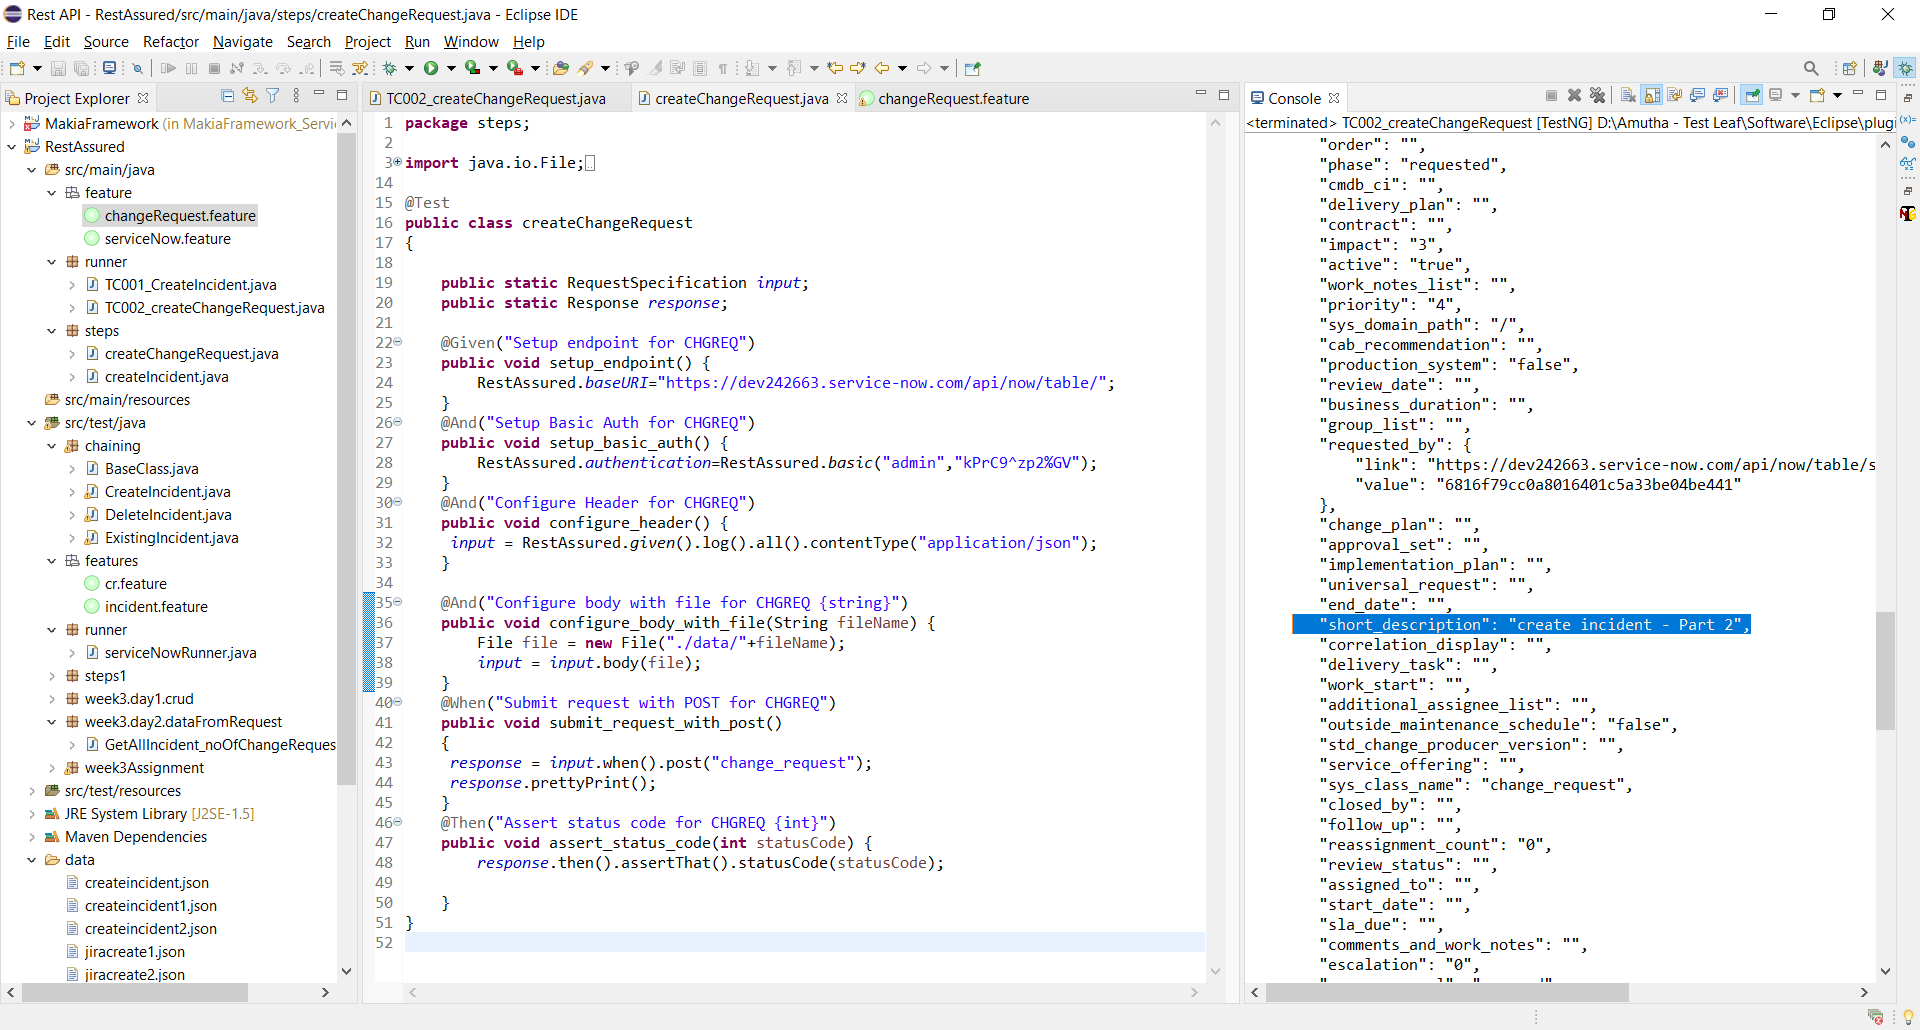 Rest API - RestAssured/src/main/java/steps/createChangeRequest.java - Eclipse IDE
File Edit Source Refactor Navigate Search Project Run Window Help
Project Explorer
MakiaFramework (in MakiaFramework_Servi
RestAssured
src/main/java
feature
changeRequest.feature
serviceNow.feature
runner
TC001_CreateIncident.java
TC002_createChangeRequest.java
steps
createChangeRequest.java
createIncident.java
src/main/resources
src/test/java
chaining
BaseClass.java
CreateIncident.java
DeleteIncident.java
ExistingIncident.java
features
cr.feature
incident.feature
runner
serviceNowRunner.java
steps1
week3.day1.crud
week3.day2.dataFromRequest
GetAllIncident_noOfChangeReques
week3Assignment
src/test/resources
JRE System Library [J2SE-1.5]
Maven Dependencies
data
createincident.json
createincident1.json
createincident2.json
jiracreate1.json
jiracreate2.json
TC002_createChangeRequest.java createChangeRequest.java changeRequest.feature
1 package steps;
2
3 import java.io.File;
14
15 @Test
16 public class createChangeRequest
17 {
18
19 public static RequestSpecification input;
20 public static Response response;
21
22 @Given("Setup endpoint for CHGREQ")
23 public void setup_endpoint() {
24 RestAssured.baseURI="https://dev242663.service-now.com/api/now/table/";
25 }
26 @And("Setup Basic Auth for CHGREQ")
27 public void setup_basic_auth() {
28 RestAssured.authentication=RestAssured.basic("admin","kPrC9^zp2%GV");
29 }
30 @And("Configure Header for CHGREQ")
31 public void configure_header() {
32 input = RestAssured.given().log().all().contentType("application/json");
33 }
34
35 @And("Configure body with file for CHGREQ {string}")
36 public void configure_body_with_file(String fileName) {
37 File file = new File("./data/"+fileName);
38 input = input.body(file);
39 }
40 @When("Submit request with POST for CHGREQ")
41 public void submit_request_with_post()
42 {
43 response = input.when().post("change_request");
44 response.prettyPrint();
45 }
46 @Then("Assert status code for CHGREQ {int}")
47 public void assert_status_code(int statusCode) {
48 response.then().assertThat().statusCode(statusCode);
49
50 }
51 }
52
Console
<terminated> TC002_createChangeRequest [TestNG] D:\Amutha - Test Leaf\Software\Eclipse\plugi
"order": "",
"phase": "requested",
"cmdb_ci": "",
"delivery_plan": "",
"contract": "",
"impact": "3",
"active": "true",
"work_notes_list": "",
"priority": "4",
"sys_domain_path": "/",
"cab_recommendation": "",
"production_system": "false",
"review_date": "",
"business_duration": "",
"group_list": "",
"requested_by": {
"link": "https://dev242663.service-now.com/api/now/table/s
"value": "6816f79cc0a8016401c5a33be04be441"
},
"change_plan": "",
"approval_set": "",
"implementation_plan": "",
"universal_request": "",
"end_date": "",
"short_description": "create incident - Part 2",
"correlation_display": "",
"delivery_task": "",
"work_start": "",
"additional_assignee_list": "",
"outside_maintenance_schedule": "false",
"std_change_producer_version": "",
"service_offering": "",
"sys_class_name": "change_request",
"closed_by": "",
"follow_up": "",
"reassignment_count": "0",
"review_status": "",
"assigned_to": "",
"start_date": "",
"sla_due": "",
"comments_and_work_notes": "",
"escalation": "0",